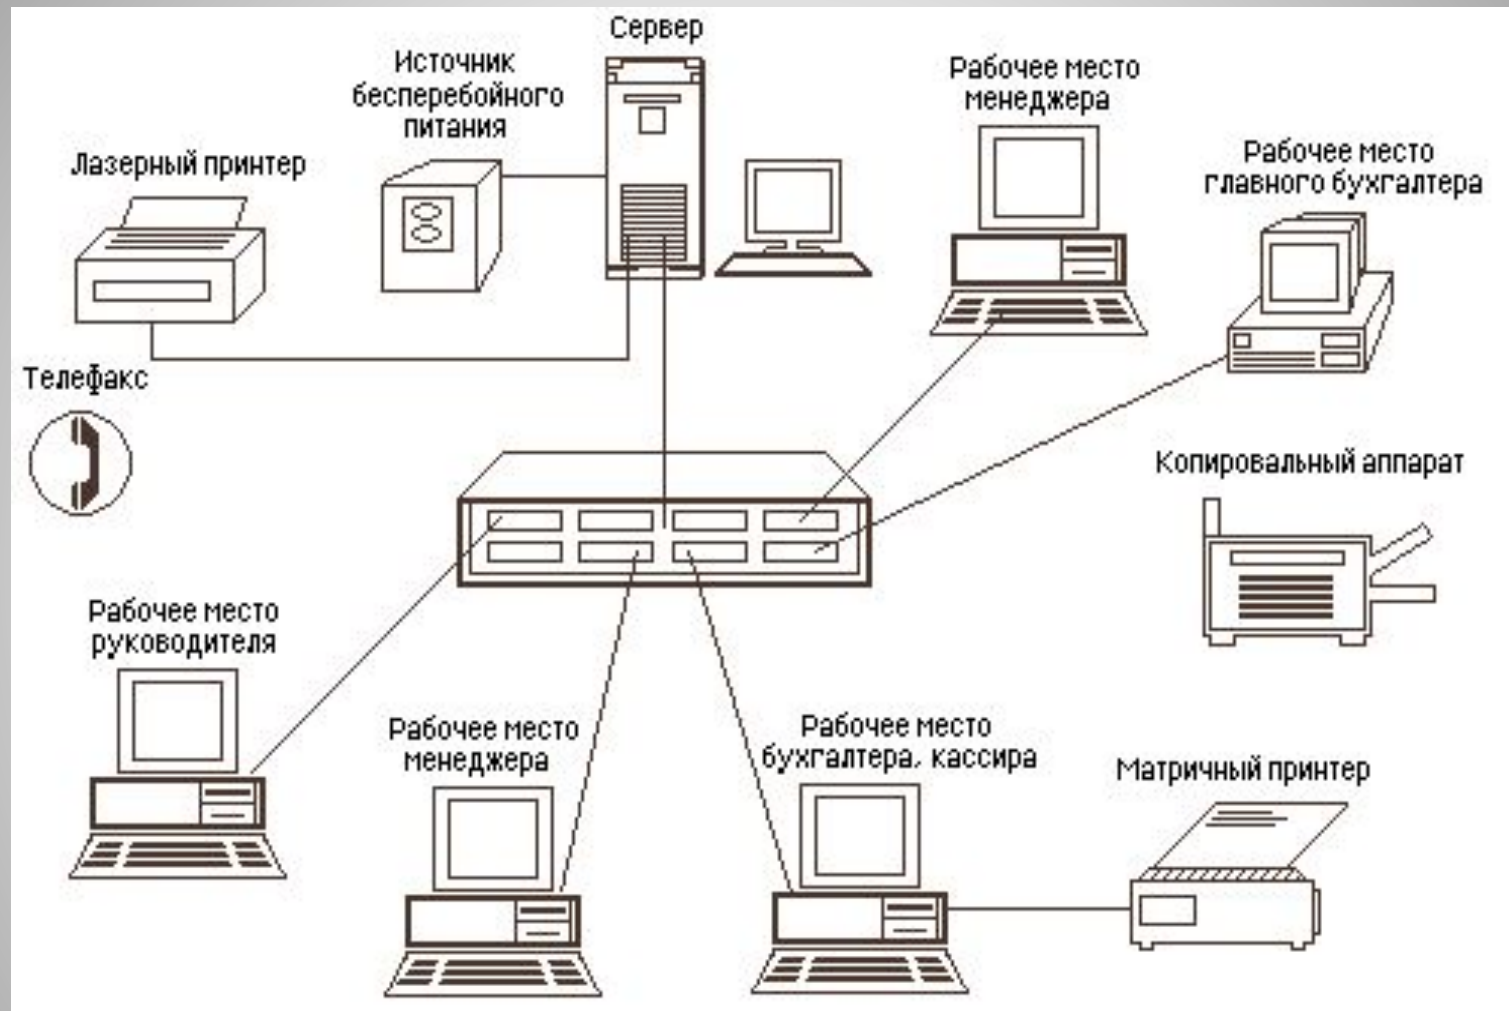 Сервер
Источник
бесперебойного
питания
Рабочее место
менеджера
Лазерный принтер
Рабочее место
главного бухгалтера
Телефакс
Копировальный аппарат
Рабочее место
руководителя
Рабочее место
менеджера
Рабочее место
бухгалтера, кассира
Матричный принтер